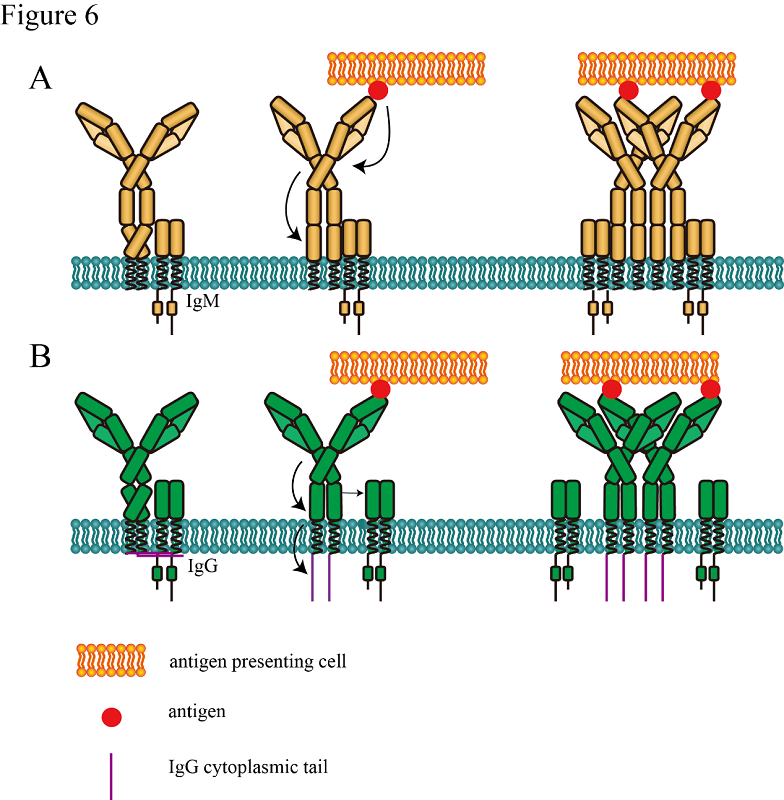 Figure 6
A
IgM
B
IgG
antigen presenting cell
antigen
IgG cytoplasmic tail